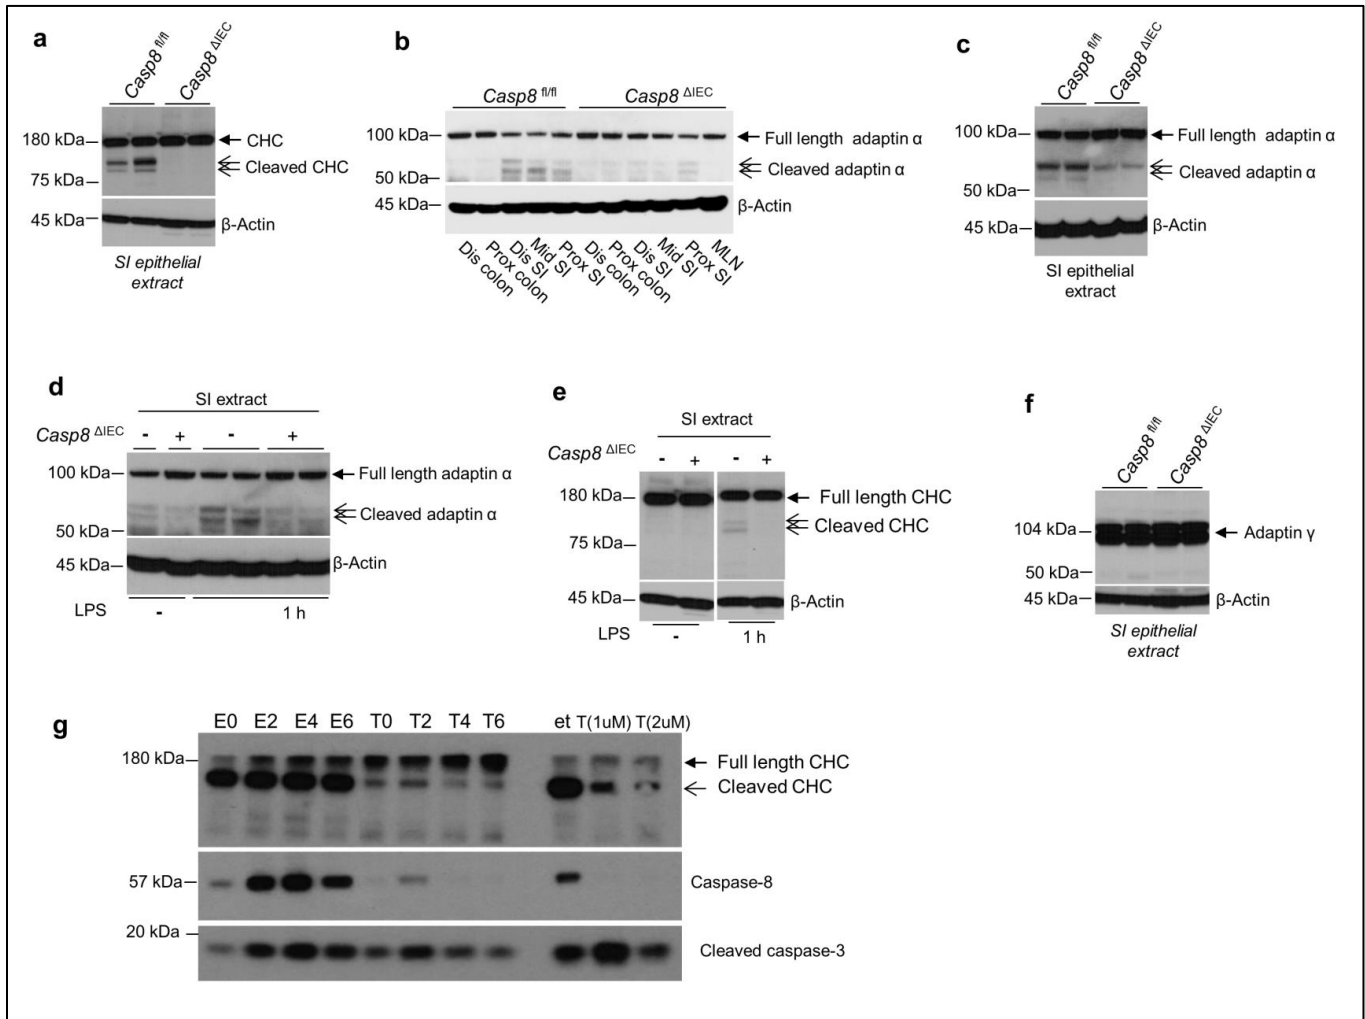 a
Casp8 fl/fl
Casp8 ΔIEC
180 kDa
CHC
Cleaved CHC
75 kDa
45 kDa
β-Actin
SI epithelial
extract
b
Casp8 fl/fl
Casp8 ΔIEC
100 kDa
Full length adaptin α
Cleaved adaptin α
50 kDa
45 kDa
β-Actin
Dis colon
Prox colon
Dis SI
Mid SI
Prox SI
Dis colon
Prox colon
Dis SI
Mid SI
Prox SI
MLN
c
Casp8 fl/fl
Casp8 ΔIEC
100 kDa
Full length adaptin α
Cleaved adaptin α
50 kDa
45 kDa
β-Actin
SI epithelial
extract
d
SI extract
Casp8 ΔIEC - + - +
100 kDa
Full length adaptin α
Cleaved adaptin α
50 kDa
45 kDa
β-Actin
LPS - 1 h
e
SI extract
Casp8 ΔIEC - + - +
180 kDa
Full length CHC
Cleaved CHC
75 kDa
45 kDa
β-Actin
LPS - 1 h
f
Casp8 fl/fl
Casp8 ΔIEC
104 kDa
Adaptin γ
50 kDa
45 kDa
β-Actin
SI epithelial
extract
g
E0 E2 E4 E6 T0 T2 T4 T6 et T(1uM) T(2uM)
180 kDa
Full length CHC
Cleaved CHC
57 kDa
Caspase-8
20 kDa
Cleaved caspase-3